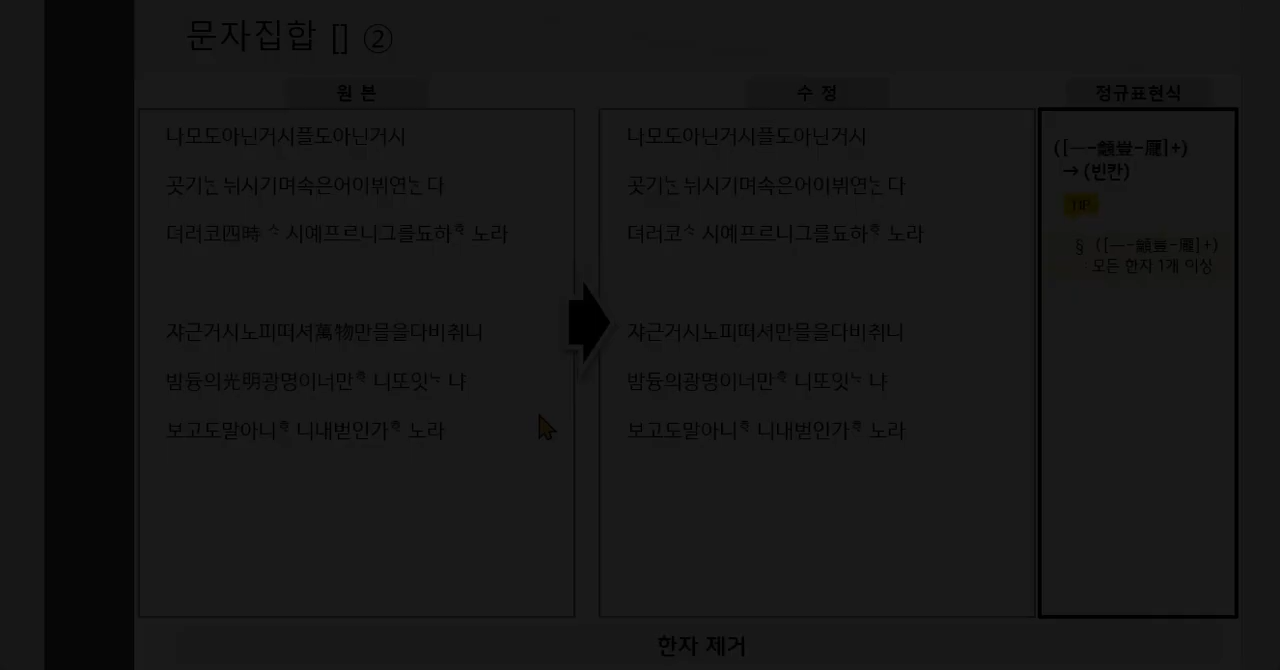 문자집합 [] ②
원 본
나모도아닌거시플도아닌거시
곳기는 뉘시기며속은어이뷔연는 다
더러코四時 ᄉ 시예프르니그를됴하ᄒ 노라
쟈근거시노피떠셔萬物만믈을다비취니
밤듕의光明광명이너만ᄒ 니또잇ᄂ 냐
보고도말아니ᄒ 니내벋인가ᄒ 노라
수 정
나모도아닌거시플도아닌거시
곳기는 뉘시기며속은어이뷔연는 다
더러코ᄉ 시예프르니그를됴하ᄒ 노라
쟈근거시노피떠셔만믈을다비취니
밤듕의광명이너만ᄒ 니또잇ᄂ 냐
보고도말아니ᄒ 니내벋인가ᄒ 노라
정규표현식
→ (빈칸)
TIP
모든 한자 1개 이상
한자 제거